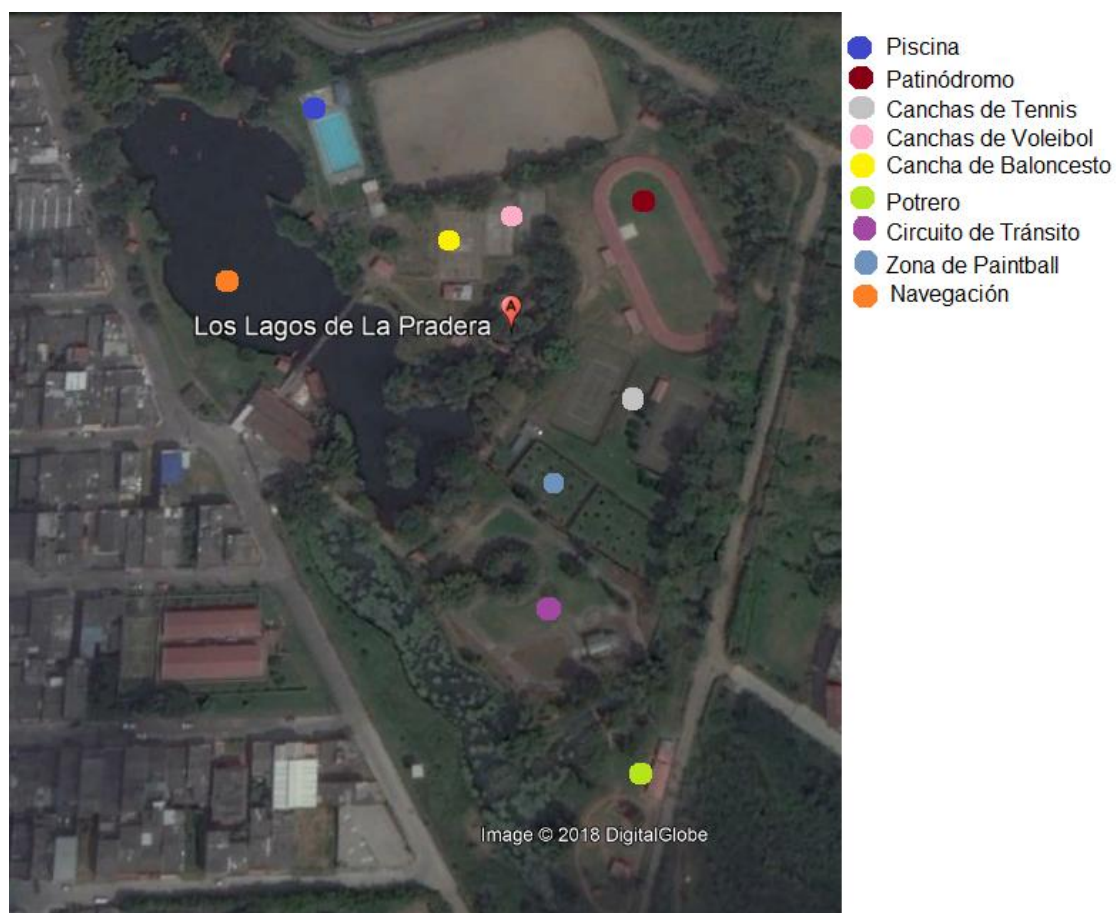 Piscina
Patinódromo
Canchas de Tennis
Canchas de Voleibol
Cancha de Baloncesto
Potrero
Circuito de Tránsito
Zona de Paintball
Navegación
A
Los Lagos de La Pradera
Image © 2018 DigitalGlobe